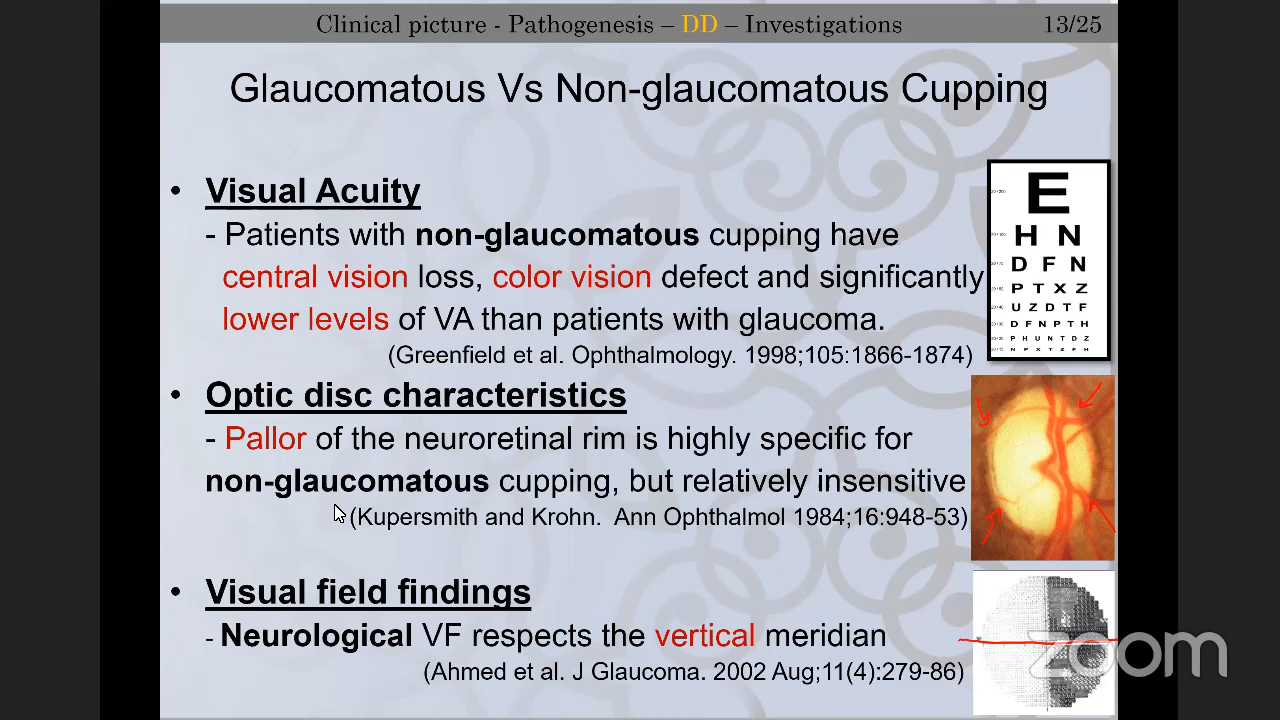 Clinical picture - Pathogenesis – DD – Investigations 13/25
Glaucomatous Vs Non-glaucomatous Cupping
• Visual Acuity
- Patients with non-glaucomatous cupping have
central vision loss, color vision defect and significantly
lower levels of VA than patients with glaucoma.
(Greenfield et al. Ophthalmology. 1998;105:1866-1874)
E
H N
D F N
P T X Z
U Z D T F
D F N P T H
P H U N T D Z
N P X T Z F H
• Optic disc characteristics
- Pallor of the neuroretinal rim is highly specific for
non-glaucomatous cupping, but relatively insensitive
(Kupersmith and Krohn. Ann Ophthalmol 1984;16:948-53)
• Visual field findings
- Neurological VF respects the vertical meridian
(Ahmed et al. J Glaucoma. 2002 Aug;11(4):279-86)
zoom